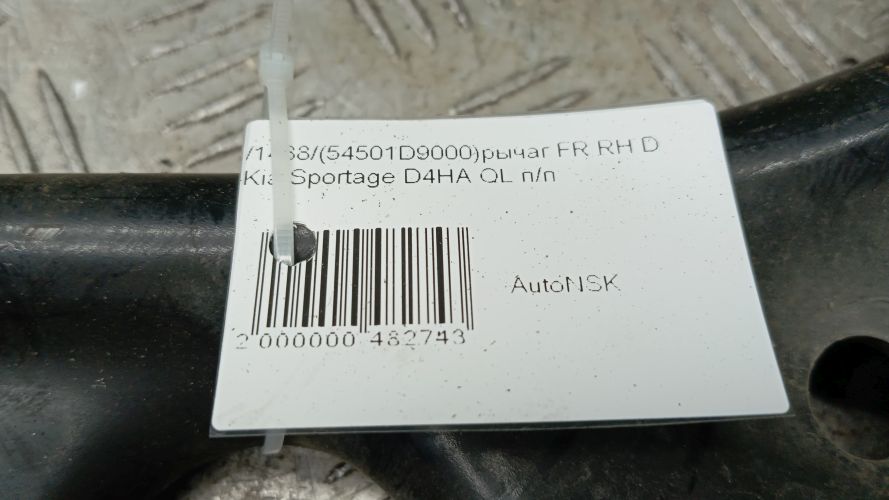 /1488/(54501D9000)рычаг FR RH D
Kia Sportage D4HA QL п/п
AutoNSK
2 000000 482743